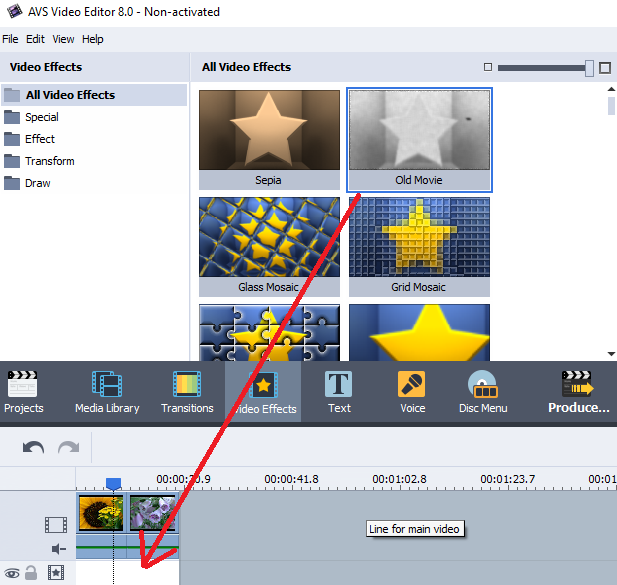 AVS Video Editor 8.0 - Non-activated
File Edit View Help
Video Effects
All Video Effects
All Video Effects
Special
Effect
Transform
Draw
Sepia
Old Movie
Glass Mosaic
Grid Mosaic
Projects
Media Library
Transitions
Video Effects
Text
Voice
Disc Menu
Produce...
00:00:20.9 00:00:41.8 00:01:02.8 00:01:23.7 00:01
Line for main video